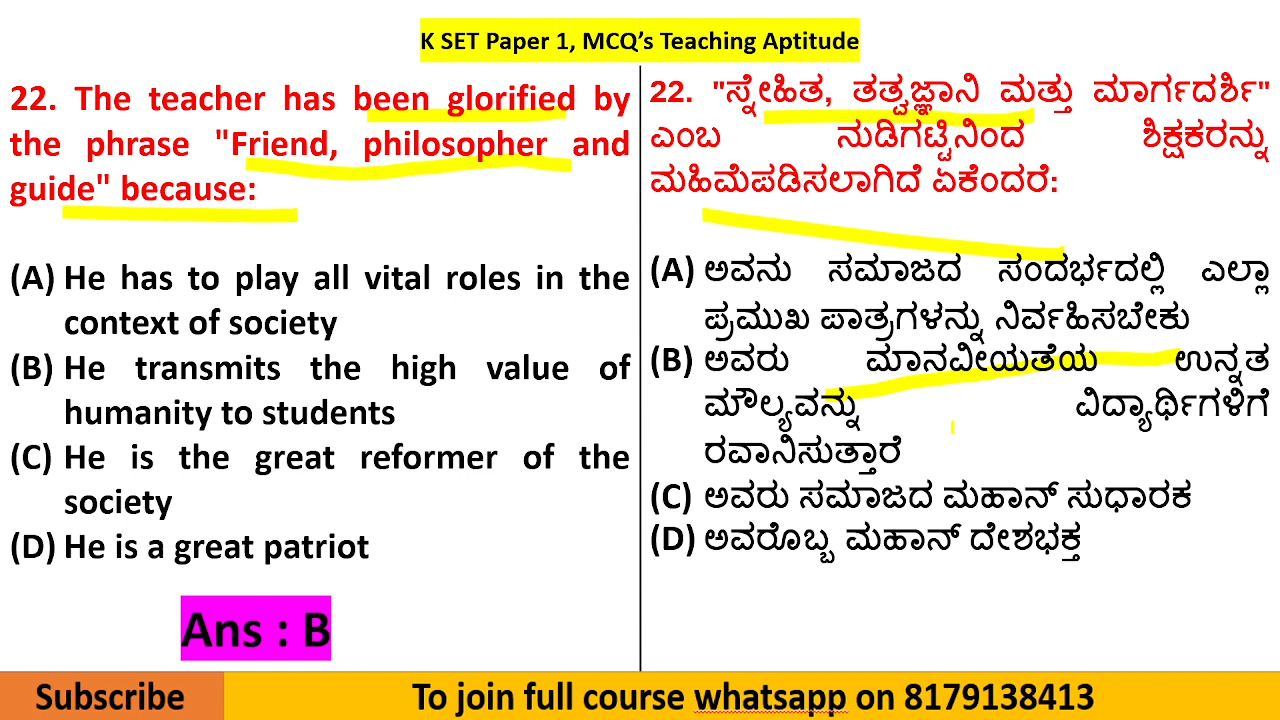 K SET Paper 1, MCQ's Teaching Aptitude
22. The teacher has been glorified by
the phrase "Friend, philosopher and
guide" because:
(A) He has to play all vital roles in the
context of society
(B) He transmits the high value of
humanity to students
(C) He is the great reformer of the
society
(D) He is a great patriot
Ans : B
22. "ಸ್ನೇಹಿತ, ತತ್ವಜ್ಞಾನಿ ಮತ್ತು ಮಾರ್ಗದರ್ಶಿ"
ಎಂಬ ನುಡಿಗಟ್ಟಿನಿಂದ ಶಿಕ್ಷಕರನ್ನು
ಮಹಿಮೆಪಡಿಸಲಾಗಿದೆ ಏಕೆಂದರೆ:
(A) ಅವನು ಸಮಾಜದ ಸಂದರ್ಭದಲ್ಲಿ ಎಲ್ಲಾ
ಪ್ರಮುಖ ಪಾತ್ರಗಳನ್ನು ನಿರ್ವಹಿಸಬೇಕು
(B) ಅವರು ಮಾನವೀಯತೆಯ ಉನ್ನತ
ಮೌಲ್ಯವನ್ನು ವಿದ್ಯಾರ್ಥಿಗಳಿಗೆ
ರವಾನಿಸುತ್ತಾರೆ
(C) ಅವರು ಸಮಾಜದ ಮಹಾನ್ ಸುಧಾರಕ
(D) ಅವರೊಬ್ಬ ಮಹಾನ್ ದೇಶಭಕ್ತ
Subscribe
To join full course whatsapp on 8179138413